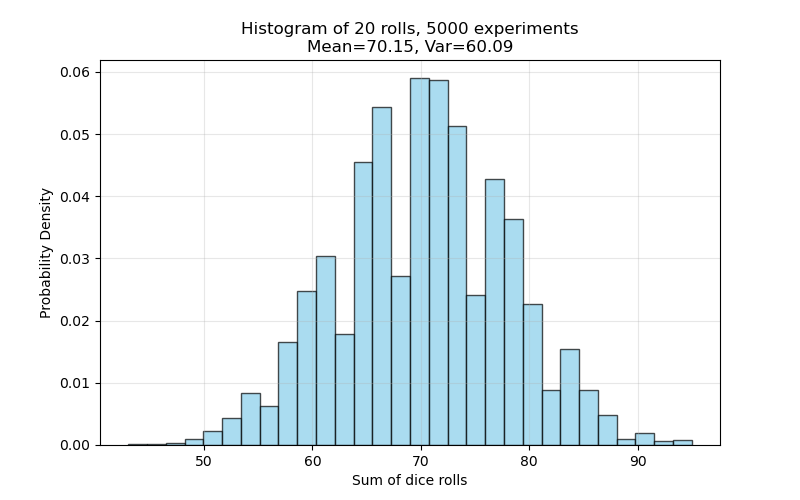 Histogram of 20 rolls, 5000 experiments
Mean=70.15, Var=60.09
0.06
0.05
0.04
0.03
0.02
0.01
0.00
Probability Density
50 60 70 80 90
Sum of dice rolls